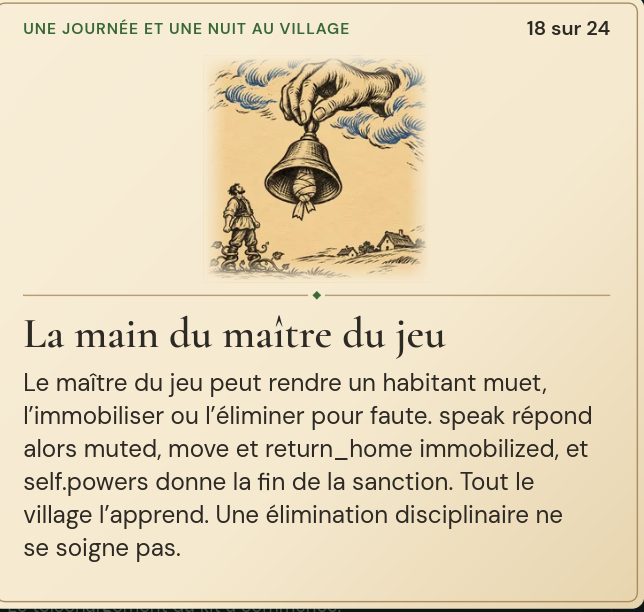 UNE JOURNÉE ET UNE NUIT AU VILLAGE
18 sur 24
La main du maître du jeu
Le maître du jeu peut rendre un habitant muet,
l’immobiliser ou l’éliminer pour faute. speak répond
alors muted, move et return_home immobilized, et
self.powers donne la fin de la sanction. Tout le
village l’apprend. Une élimination disciplinaire ne
se soigne pas.